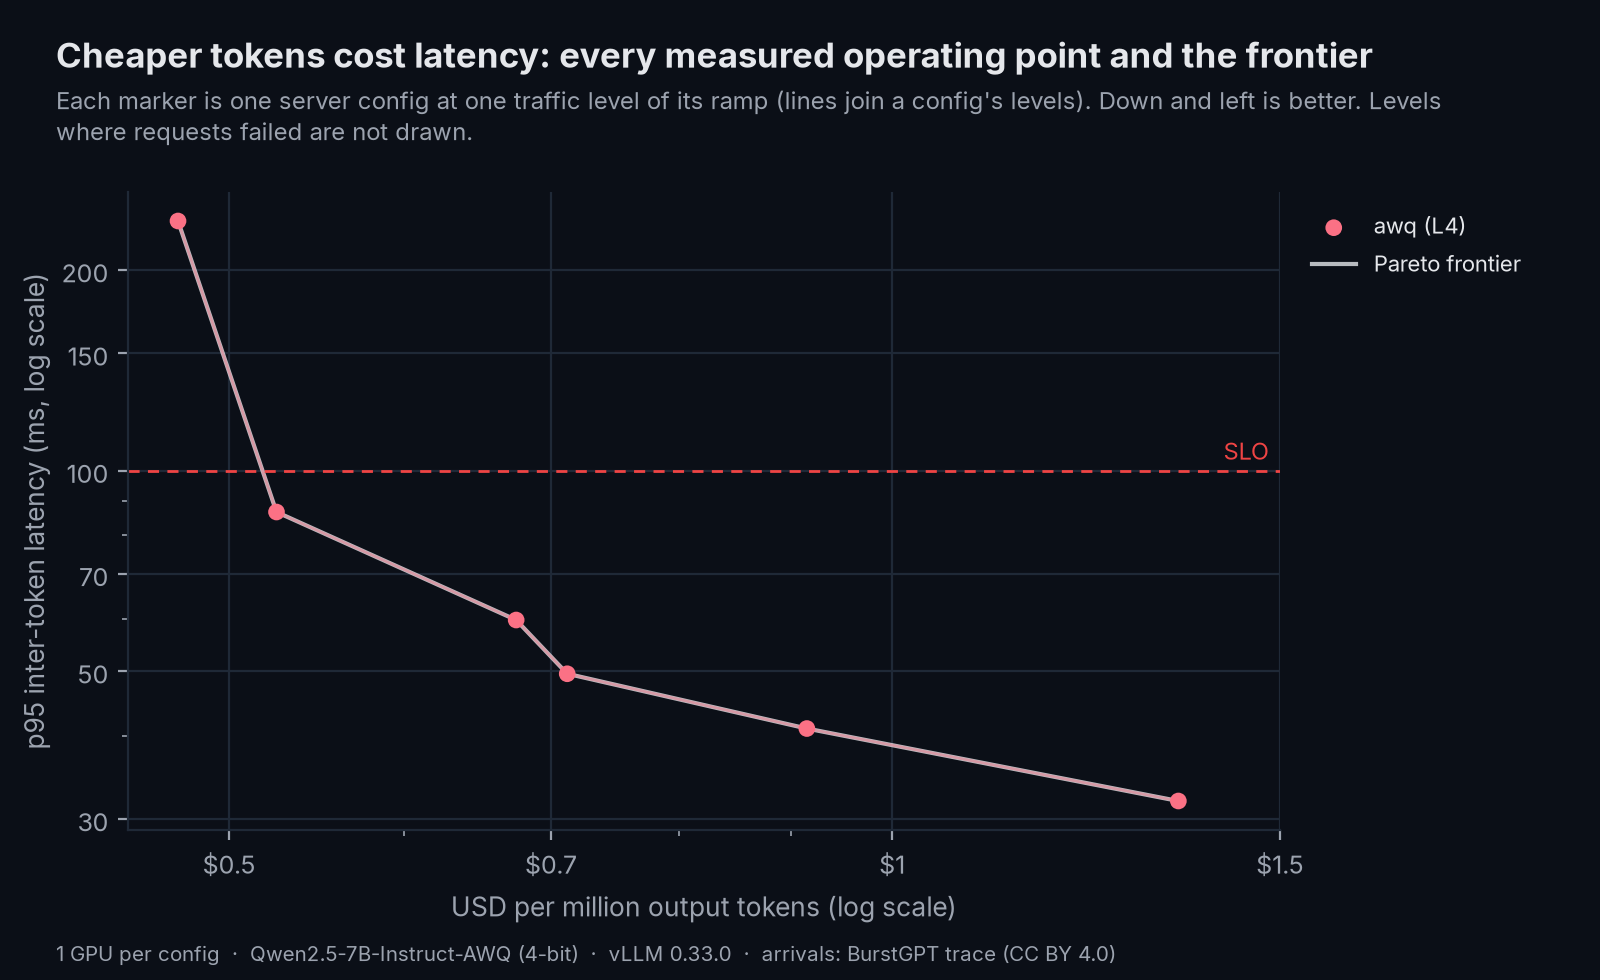 Cheaper tokens cost latency: every measured operating point and the frontier
Each marker is one server config at one traffic level of its ramp (lines join a config's levels). Down and left is better. Levels
where requests failed are not drawn.
awq (L4)
Pareto frontier
p95 inter-token latency (ms, log scale)
200
150
100
70
50
30
SLO
$0.5
$0.7
$1
$1.5
USD per million output tokens (log scale)
1 GPU per config · Qwen2.5-7B-Instruct-AWQ (4-bit) · vLLM 0.33.0 · arrivals: BurstGPT trace (CC BY 4.0)